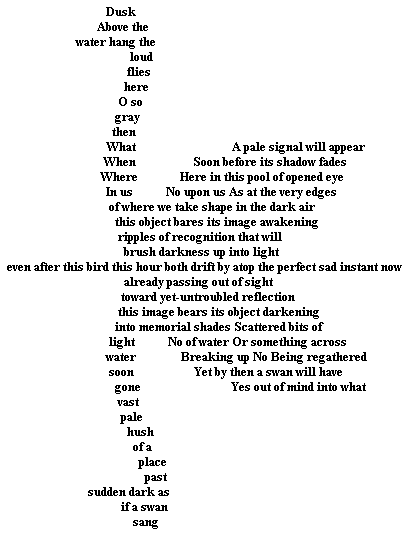 Dusk
Above the
water hang the
loud
flies
here
O so
gray
then
What A pale signal will appear
When Soon before its shadow fades
Where Here in this pool of opened eye
In us No upon us As at the very edges
of where we take shape in the dark air
this object bares its image awakening
ripples of recognition that will
brush darkness up into light
even after this bird this hour both drift by atop the perfect sad instant now
already passing out of sight
toward yet-untroubled reflection
this image bears its object darkening
into memorial shades Scattered bits of
light No of water Or something across
water Breaking up No Being regathered
soon Yet by then a swan will have
gone Yes out of mind into what
vast
pale
hush
of a
place
past
sudden dark as
if a swan
sang